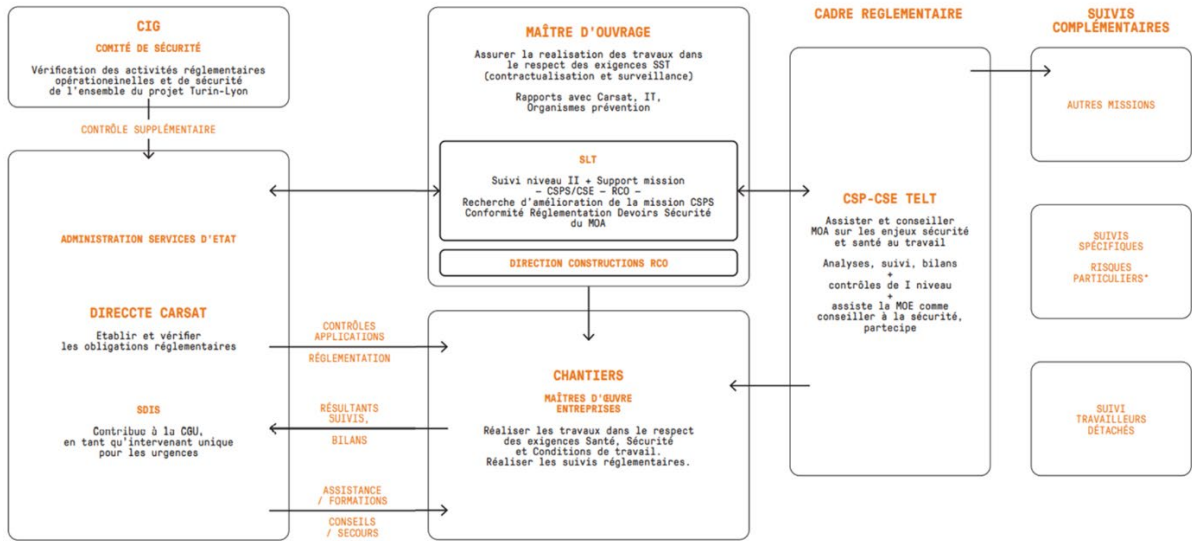 CIG
COMITÉ DE SÉCURITÉ
Vérification des activités réglementaires
opérationeinelles et de sécurité
de l'ensemble du projet Turin-Lyon
CONTRÔLE SUPPLÉMENTAIRE
ADMINISTRATION SERVICES D'ETAT
DIRECCTE CARSAT
Etablir et vérifier
les obligations réglementaires
SDIS
Contribue à la CGU,
en tant qu'intervenant unique
pour les urgences
CONTRÔLES
APPLICATIONS
RÉGLEMENTATION
RÉSULTANTS
SUIVIS,
BILANS
ASSISTANCE
/ FORMATIONS
CONSEILS
/ SECOURS
MAÎTRE D'OUVRAGE
Assurer la realisation des travaux dans
le respect des exigences SST
(contractualisation et surveillance)
Rapports avec Carsat, IT,
Organismes prévention
SLT
Suivi niveau II + Support mission
– CSPS/CSE – RCO –
Recherche d'amélioration de la mission CSPS
Conformité Réglementation Devoirs Sécurité
du MOA
DIRECTION CONSTRUCTIONS RCO
CHANTIERS
MAÎTRES D'ŒUVRE
ENTREPRISES
Réaliser les travaux dans le respect
des exigences Santé, Sécurité
et Conditions de travail.
Réaliser les suivis réglementaires.
CADRE REGLEMENTAIRE
CSP-CSE TELT
Assister et conseiller
MOA sur les enjeux sécurité
et santé au travail
Analyses, suivi, bilans
+
contrôles de I niveau
+
assiste la MOE comme
conseiller à la sécurité,
partecipe
SUIVIS
COMPLÉMENTAIRES
AUTRES MISSIONS
SUIVIS
SPÉCIFIQUES
RISQUES
PARTICULIERS*
SUIVI
TRAVAILLEURS
DÉTACHÉS